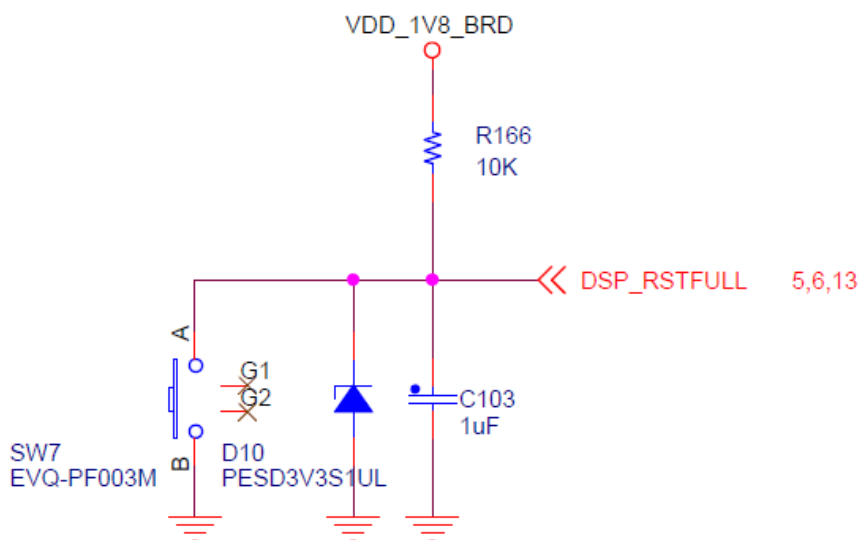 VDD_1V8_BRD
R166
10K
DSP_RSTFULL 5,6,13
A
G1
G2
C103
1uF
SW7
B
D10
EVQ-PF003M
PESD3V3S1UL